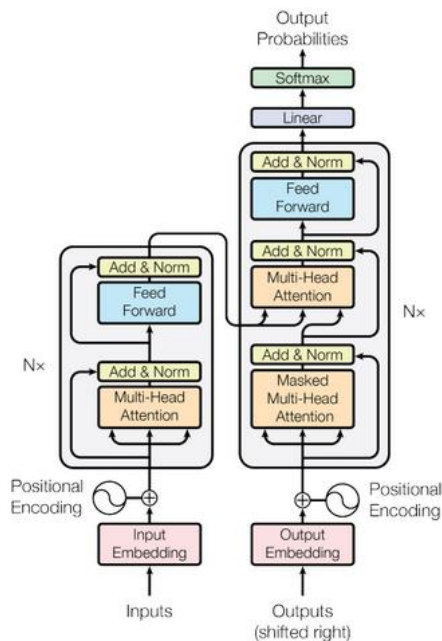 Output
Probabilities
Softmax
Linear
Add & Norm
Feed
Forward
Add & Norm
Multi-Head
Attention
Nx
Add & Norm
Masked
Multi-Head
Attention
Add & Norm
Feed
Forward
Nx
Add & Norm
Multi-Head
Attention
Positional
Encoding
Positional
Encoding
Input
Embedding
Output
Embedding
Inputs
Outputs
(shifted right)